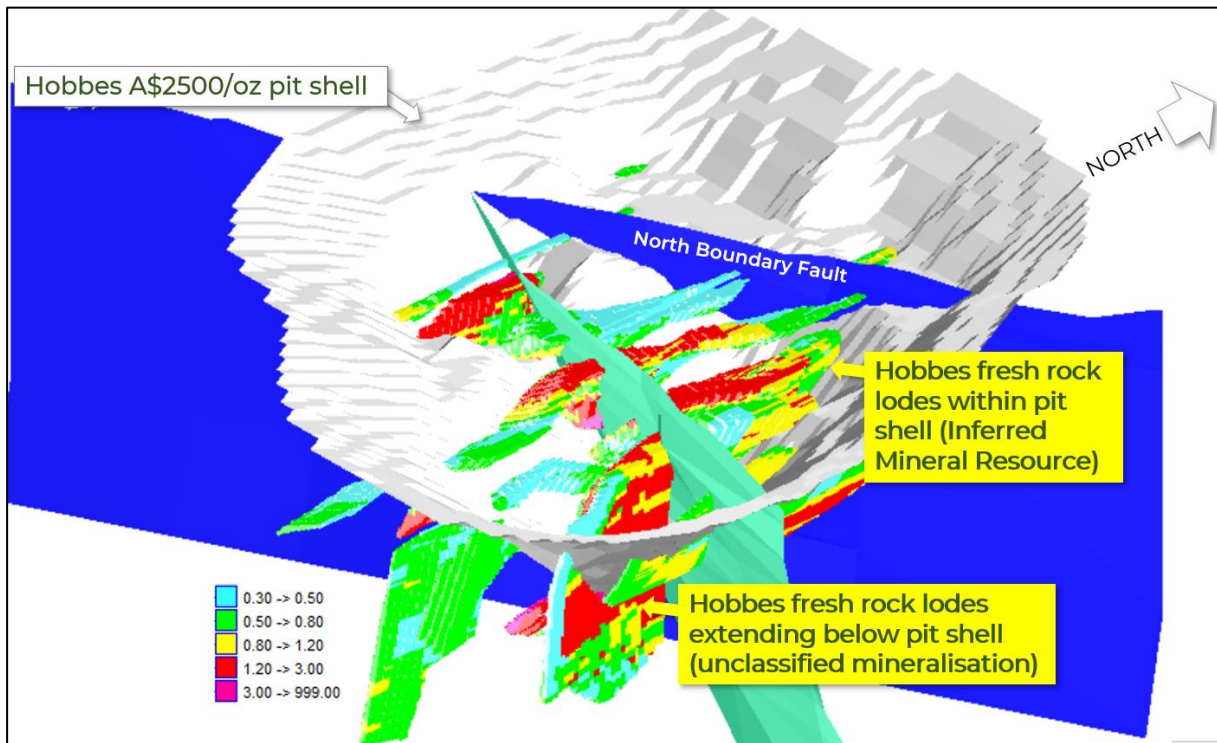 Hobbes A$2500/oz pit shell
NORTH
North Boundary Fault
Hobbes fresh rock
lodes within pit
shell (Inferred
Mineral Resource)
Hobbes fresh rock lodes
extending below pit shell
(unclassified mineralisation)
0.30 -> 0.50
0.50 -> 0.80
0.80 -> 1.20
1.20 -> 3.00
3.00 -> 999.00